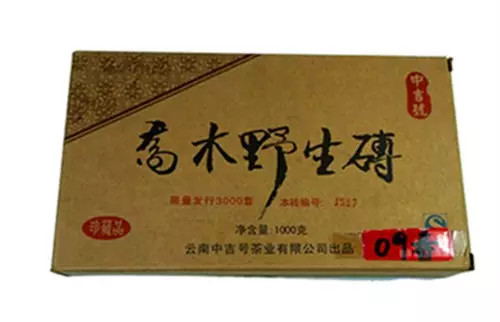 中吉號
喬木野生磚
限量发行3000套 本砖编号: J517
珍藏品
净含量:1000克
09春
云南中吉号茶业有限公司出品